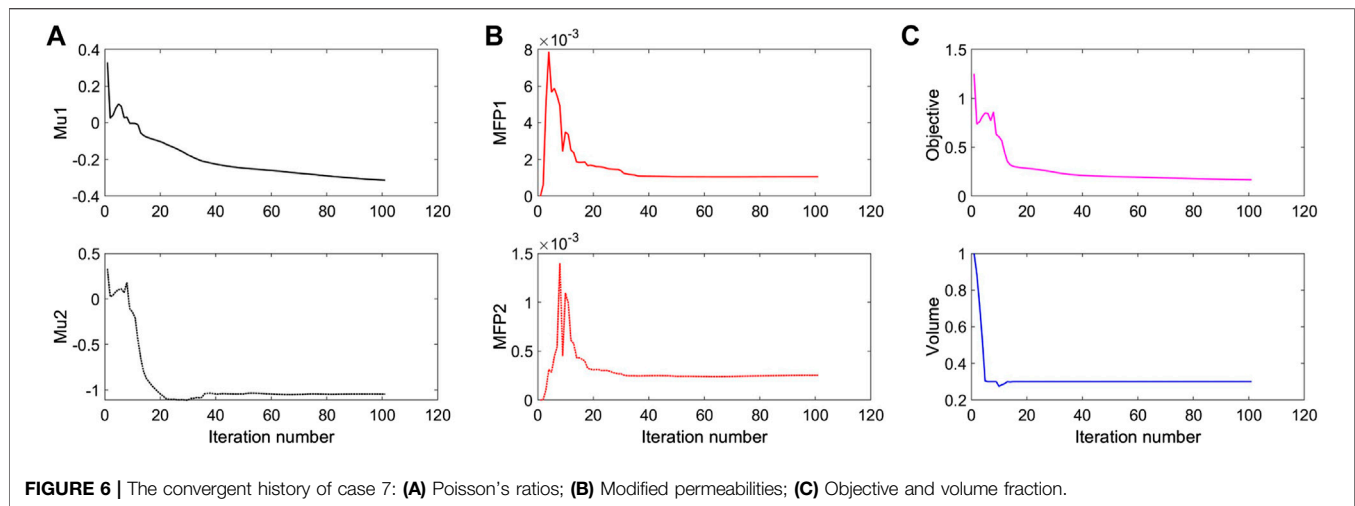 A
Mu1
0.4
0.2
0
-0.2
-0.4
0 20 40 60 80 100 120
B
×10⁻³
MFP1
8
6
4
2
0
0 20 40 60 80 100 120
C
Objective
1.5
1
0.5
0
0 20 40 60 80 100 120
Mu2
0.5
0
-0.5
-1
0 20 40 60 80 100 120
Iteration number
×10⁻³
MFP2
1.5
1
0.5
0
0 20 40 60 80 100 120
Iteration number
Volume
1
0.8
0.6
0.4
0.2
0 20 40 60 80 100 120
Iteration number
FIGURE 6 | The convergent history of case 7: (A) Poisson's ratios; (B) Modified permeabilities; (C) Objective and volume fraction.